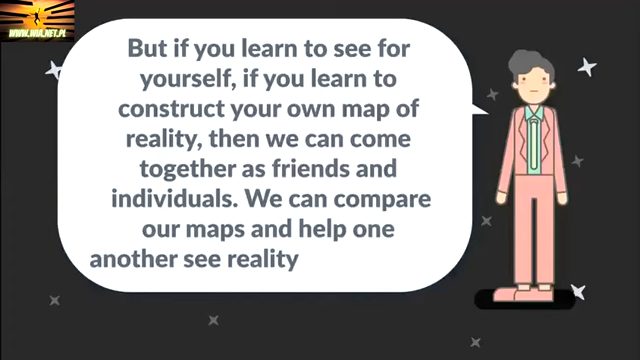 WWW.WIA.NET.PL
But if you learn to see for
yourself, if you learn to
construct your own map of
reality, then we can come
together as friends and
individuals. We can compare
our maps and help one
another see reality